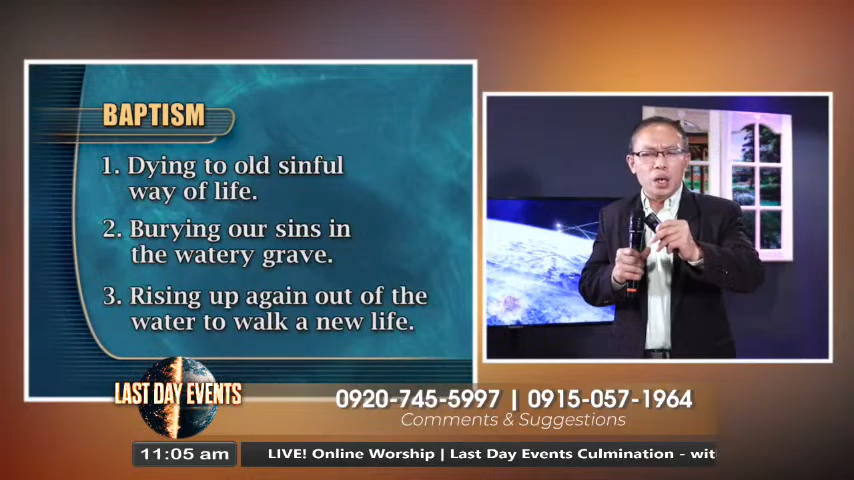 BAPTISM
1. Dying to old sinful
way of life.
2. Burying our sins in
the watery grave.
3. Rising up again out of the
water to walk a new life.
LAST DAY EVENTS
0920-745-5997 | 0915-057-1964
Comments & Suggestions
11:05 am
LIVE! Online Worship | Last Day Events Culmination - wit